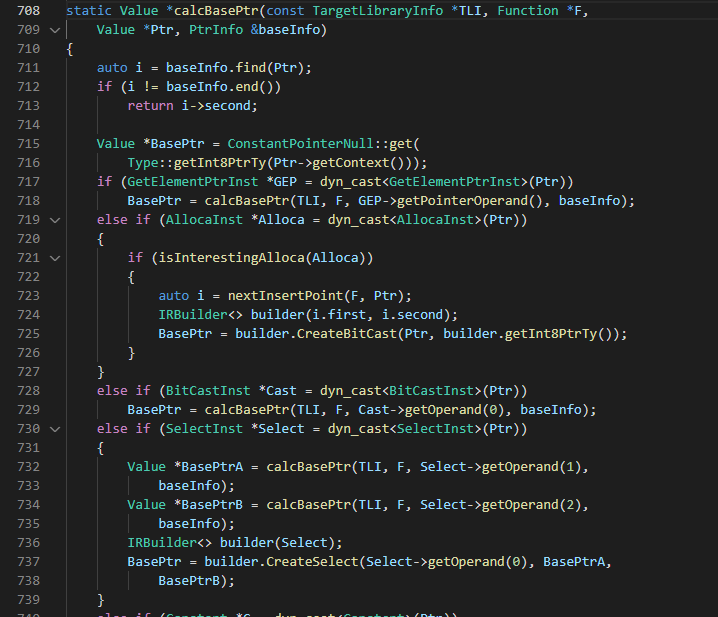 708 static Value *calcBasePtr(const TargetLibraryInfo *TLI, Function *F,
709     Value *Ptr, PtrInfo &baseInfo)
710 {
711     auto i = baseInfo.find(Ptr);
712     if (i != baseInfo.end())
713         return i->second;
714
715     Value *BasePtr = ConstantPointerNull::get(
716         Type::getInt8PtrTy(Ptr->getContext()));
717     if (GetElementPtrInst *GEP = dyn_cast<GetElementPtrInst>(Ptr))
718         BasePtr = calcBasePtr(TLI, F, GEP->getPointerOperand(), baseInfo);
719     else if (AllocaInst *Alloca = dyn_cast<AllocaInst>(Ptr))
720     {
721         if (isInterestingAlloca(Alloca))
722         {
723             auto i = nextInsertPoint(F, Ptr);
724             IRBuilder<> builder(i.first, i.second);
725             BasePtr = builder.CreateBitCast(Ptr, builder.getInt8PtrTy());
726         }
727     }
728     else if (BitCastInst *Cast = dyn_cast<BitCastInst>(Ptr))
729         BasePtr = calcBasePtr(TLI, F, Cast->getOperand(0), baseInfo);
730     else if (SelectInst *Select = dyn_cast<SelectInst>(Ptr))
731     {
732         Value *BasePtrA = calcBasePtr(TLI, F, Select->getOperand(1),
733             baseInfo);
734         Value *BasePtrB = calcBasePtr(TLI, F, Select->getOperand(2),
735             baseInfo);
736         IRBuilder<> builder(Select);
737         BasePtr = builder.CreateSelect(Select->getOperand(0), BasePtrA,
738             BasePtrB);
739     }
740     else if (Constant *C = dyn_cast<Constant>(Ptr))